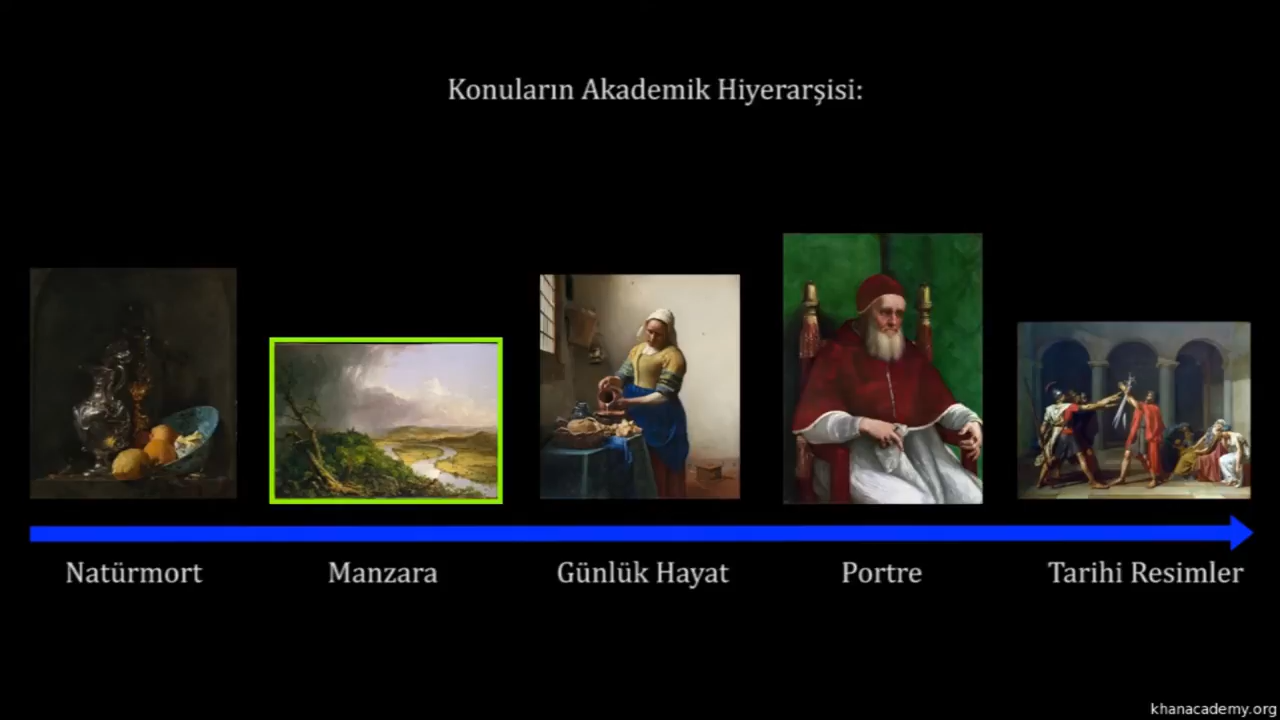 Konuların Akademik Hiyerarşisi:
Natürmort
Manzara
Günlük Hayat
Portre
Tarihi Resimler
khanacademy.org